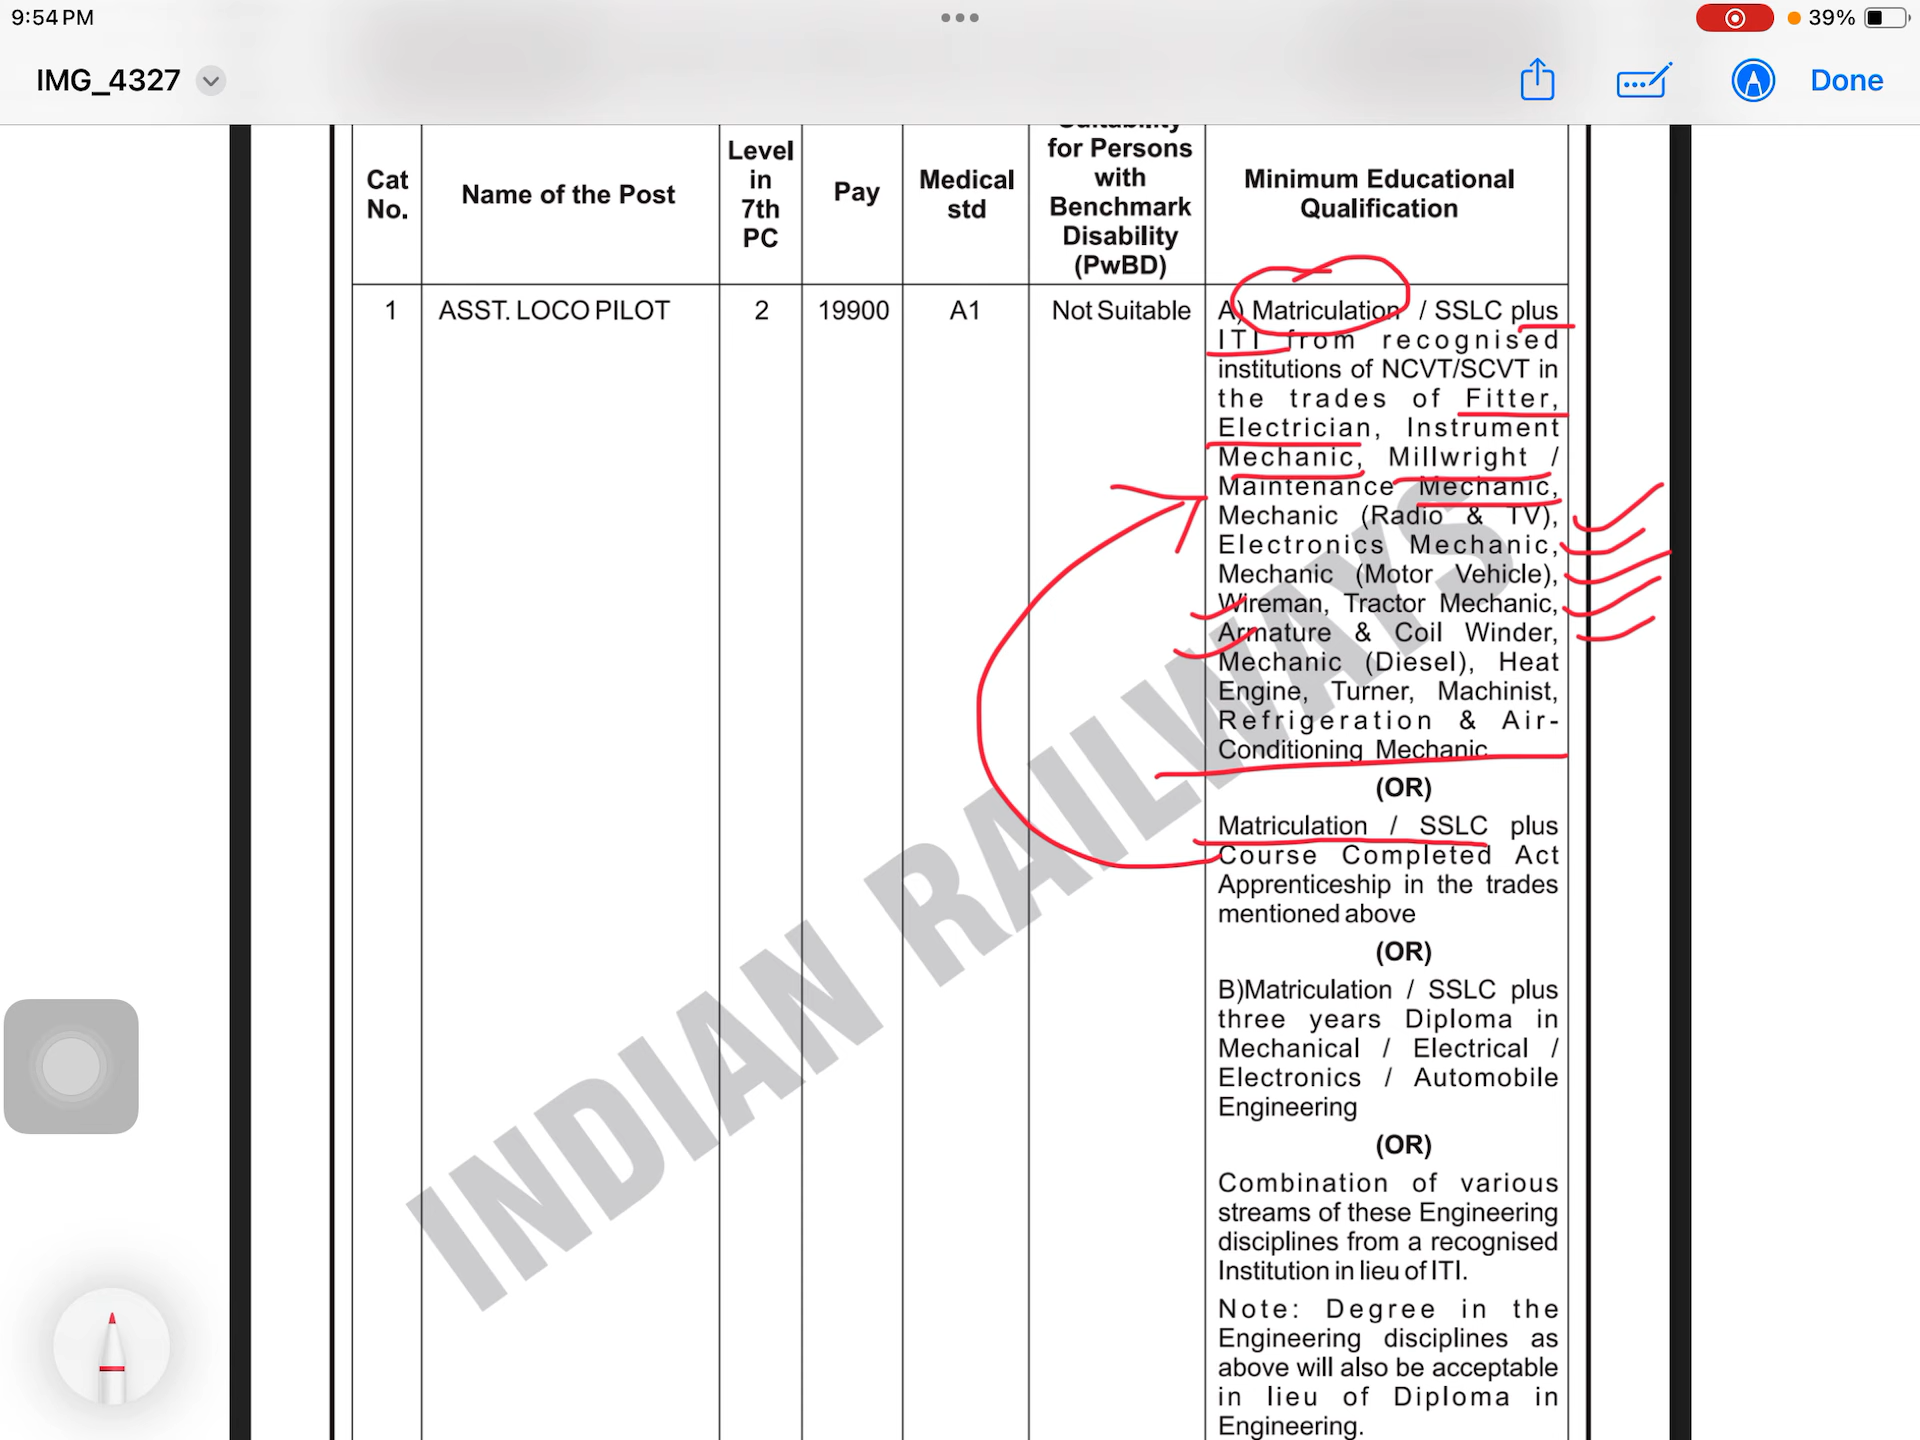 9:54 PM
39%
IMG_4327
Done
Cat No.
Name of the Post
Level in 7th PC
Pay
Medical std
Suitability for Persons with Benchmark Disability (PwBD)
Minimum Educational Qualification
1
ASST. LOCO PILOT
2
19900
A1
Not Suitable
A) Matriculation / SSLC plus
ITI from recognised
institutions of NCVT/SCVT in
the trades of Fitter,
Electrician, Instrument
Mechanic, Millwright /
Maintenance Mechanic,
Mechanic (Radio & TV),
Electronics Mechanic,
Mechanic (Motor Vehicle),
Wireman, Tractor Mechanic,
Armature & Coil Winder,
Mechanic (Diesel), Heat
Engine, Turner, Machinist,
Refrigeration & Air-
Conditioning Mechanic
(OR)
Matriculation / SSLC plus
Course Completed Act
Apprenticeship in the trades
mentioned above
(OR)
B)Matriculation / SSLC plus
three years Diploma in
Mechanical / Electrical /
Electronics / Automobile
Engineering
(OR)
Combination of various
streams of these Engineering
disciplines from a recognised
Institution in lieu of ITI.
Note: Degree in the
Engineering disciplines as
above will also be acceptable
in lieu of Diploma in
Engineering.
INDIAN RAILWAYS